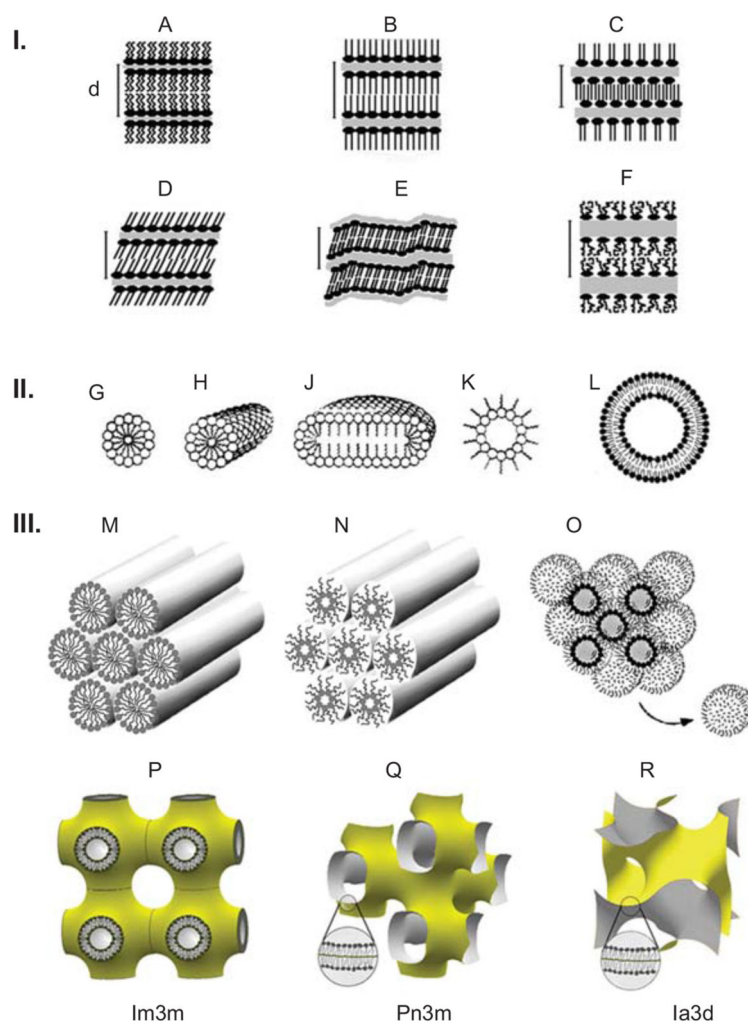 I.
A B C
d
D E F
II.
G H J K L
III.
M N O
P Q R
Im3m Pn3m Ia3d